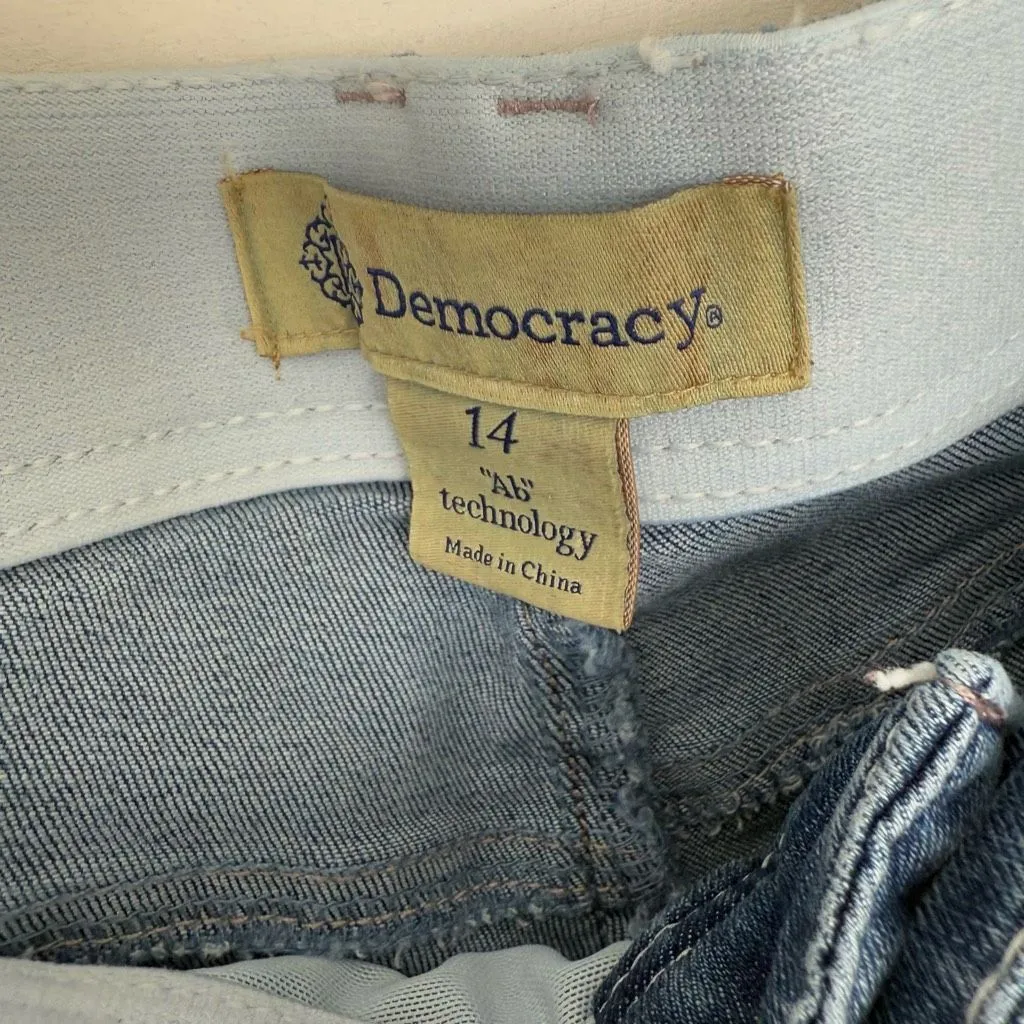 Democracy®
14
"Ab"
technology
Made in China